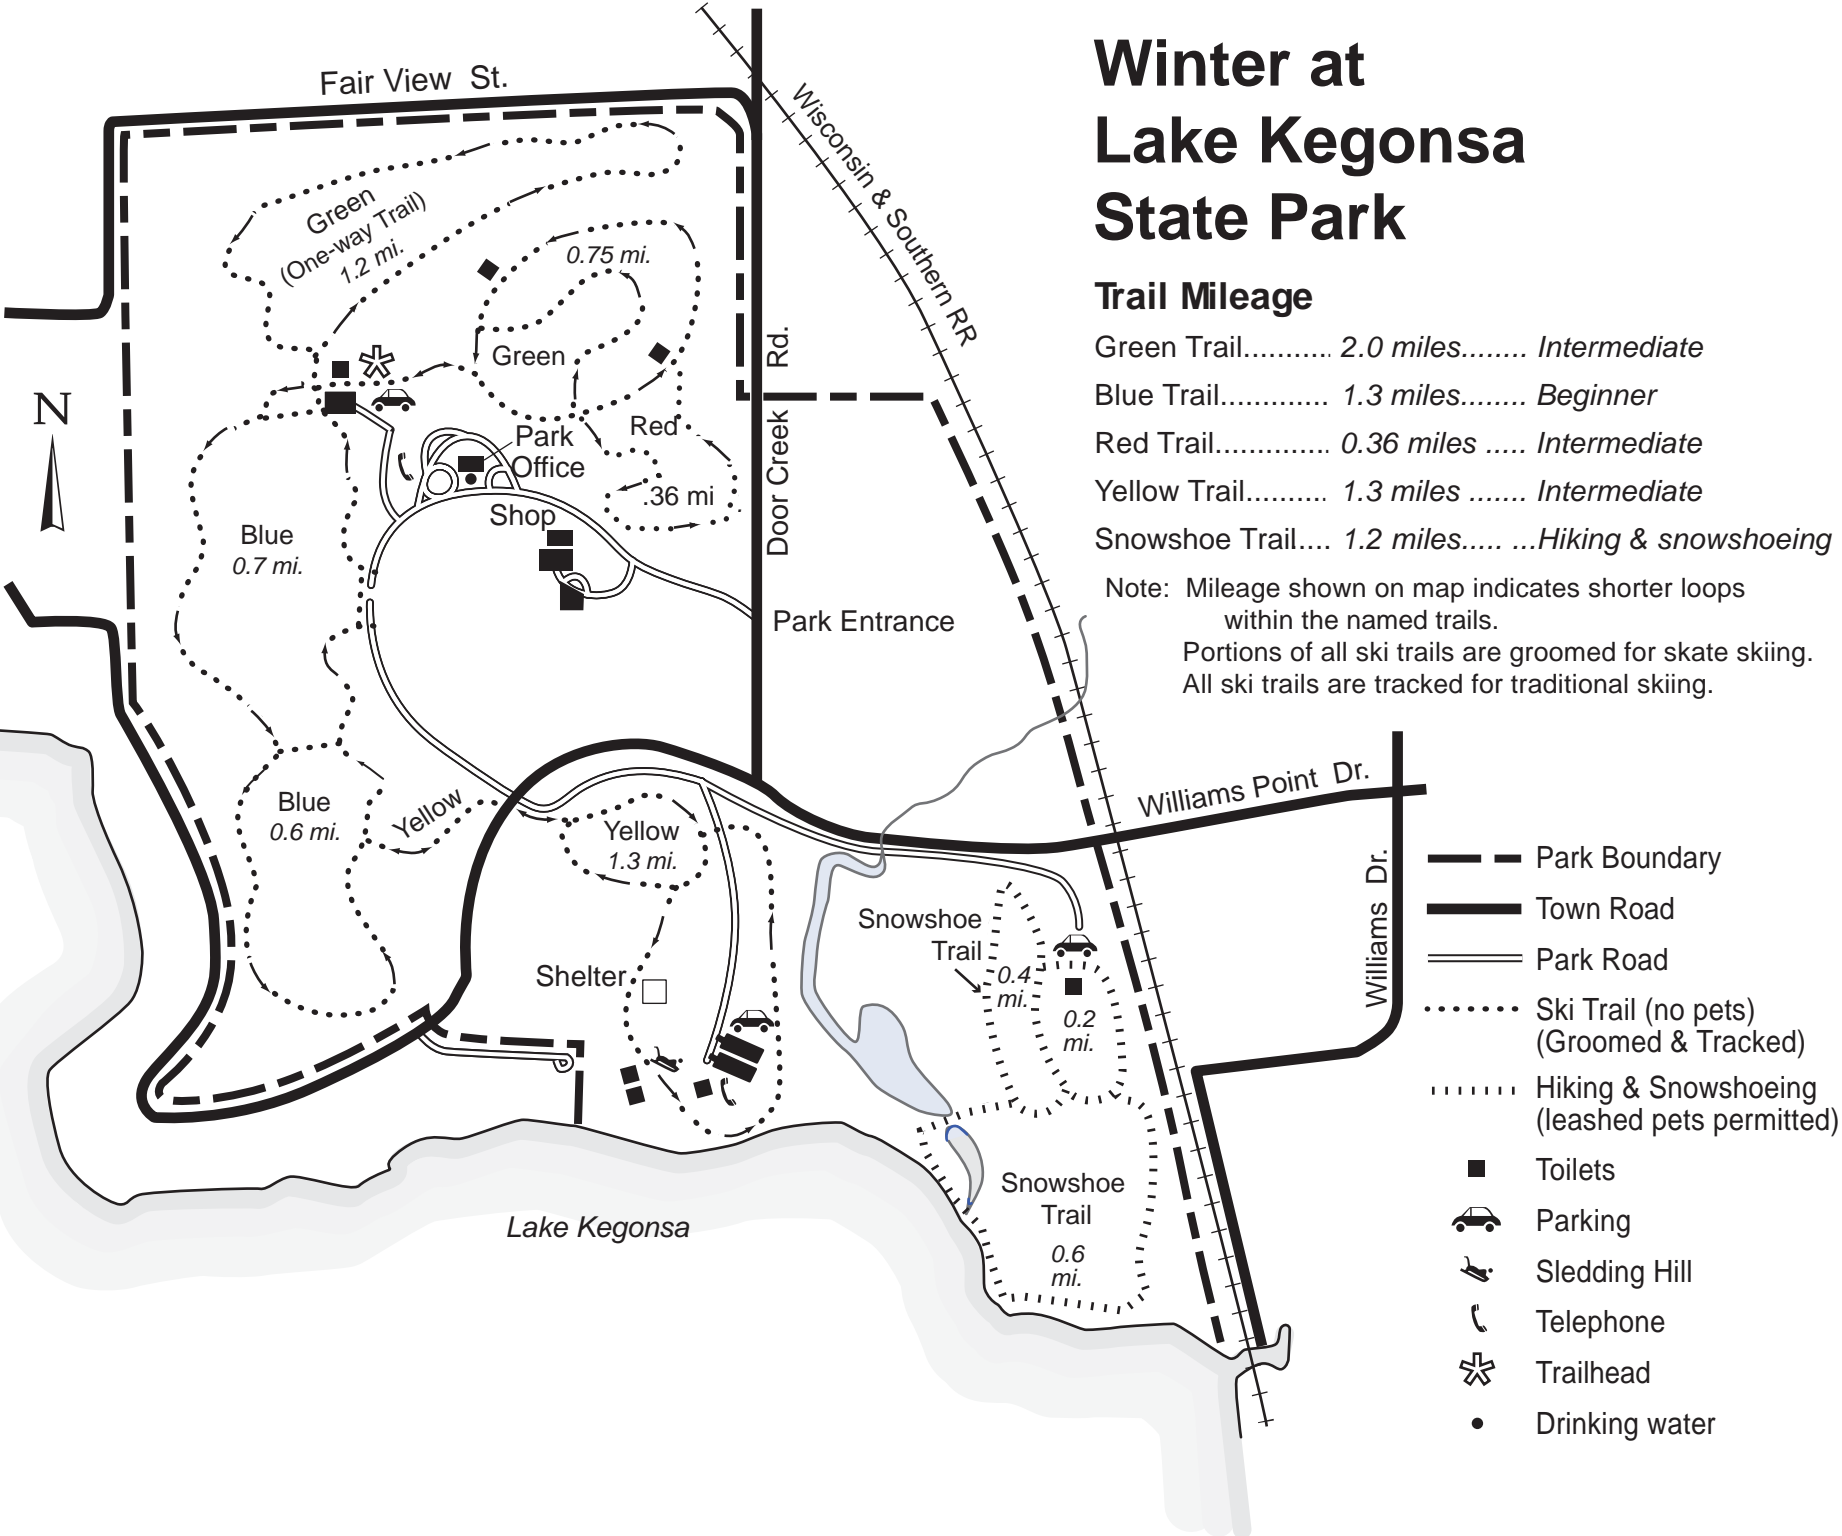 Winter at
Lake Kegonsa
State Park
Trail Mileage
Green Trail........... 2.0 miles....... Intermediate
Blue Trail............. 1.3 miles....... Beginner
Red Trail.............. 0.36 miles ..... Intermediate
Yellow Trail.......... 1.3 miles ....... Intermediate
Snowshoe Trail.... 1.2 miles..... ...Hiking & snowshoeing
Note: Mileage shown on map indicates shorter loops
within the named trails.
Portions of all ski trails are groomed for skate skiing.
All ski trails are tracked for traditional skiing.
Fair View St.
Wisconsin & Southern RR
Green
(One-way Trail)
1.2 mi.
0.75 mi.
Green
N
Red
.36 mi
Park
Office
Shop
Door Creek Rd.
Park Entrance
Blue
0.7 mi.
Blue
0.6 mi.
Yellow
Yellow
1.3 mi.
Williams Point Dr.
Williams Dr.
Snowshoe
Trail
0.4
mi.
0.2
mi.
Shelter
Snowshoe
Trail
0.6
mi.
Lake Kegonsa
Park Boundary
Town Road
Park Road
Ski Trail (no pets)
(Groomed & Tracked)
Hiking & Snowshoeing
(leashed pets permitted)
Toilets
Parking
Sledding Hill
Telephone
Trailhead
Drinking water